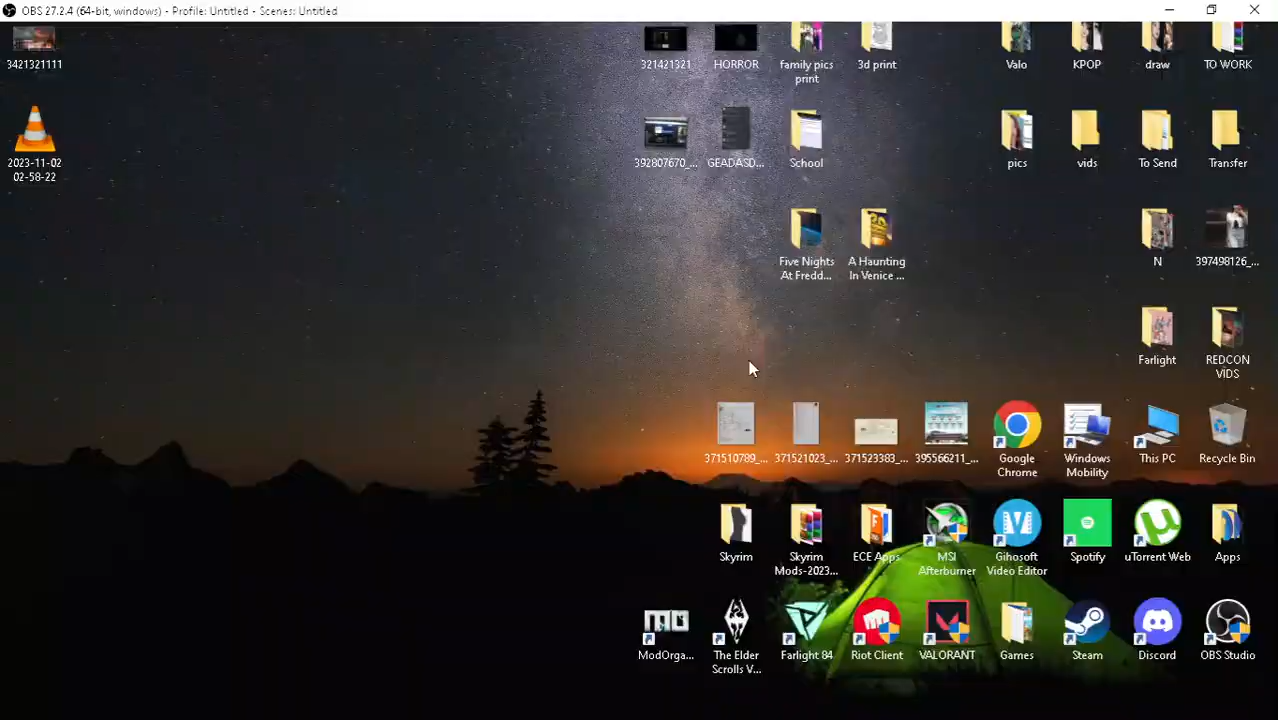 OBS 27.2.4 (64-bit, windows) - Profile: Untitled - Scenes: Untitled
3421321111
321421321
HORROR
family pics
print
3d print
Valo
KPOP
draw
TO WORK
2023-11-02
02-58-22
392807670_...
GEADASD...
School
pics
vids
To Send
Transfer
Five Nights
At Fredd...
A Haunting
In Venice ...
N
397498126_...
Farlight
REDCON
VIDS
371510789_...
371521023_...
371523383_...
395566211_...
Google
Chrome
Windows
Mobility
This PC
Recycle Bin
Skyrim
Skyrim
Mods-2023...
ECE Apps
MSI
Afterburner
Gihosoft
Video Editor
Spotify
uTorrent Web
Apps
ModOrga...
The Elder
Scrolls V...
Farlight 84
Riot Client
VALORANT
Games
Steam
Discord
OBS Studio